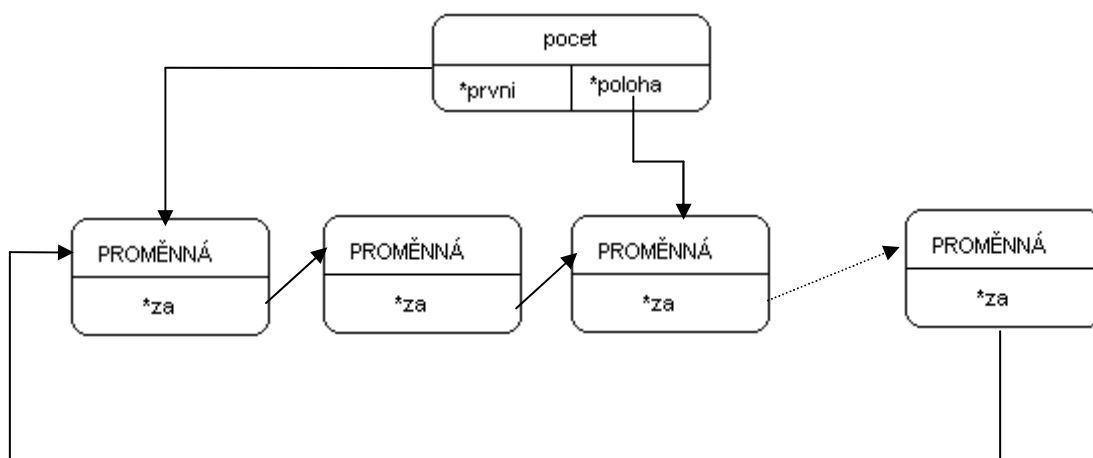 pocet
*prvni
*poloha
PROMĚNNÁ
*za
PROMĚNNÁ
*za
PROMĚNNÁ
*za
PROMĚNNÁ
*za